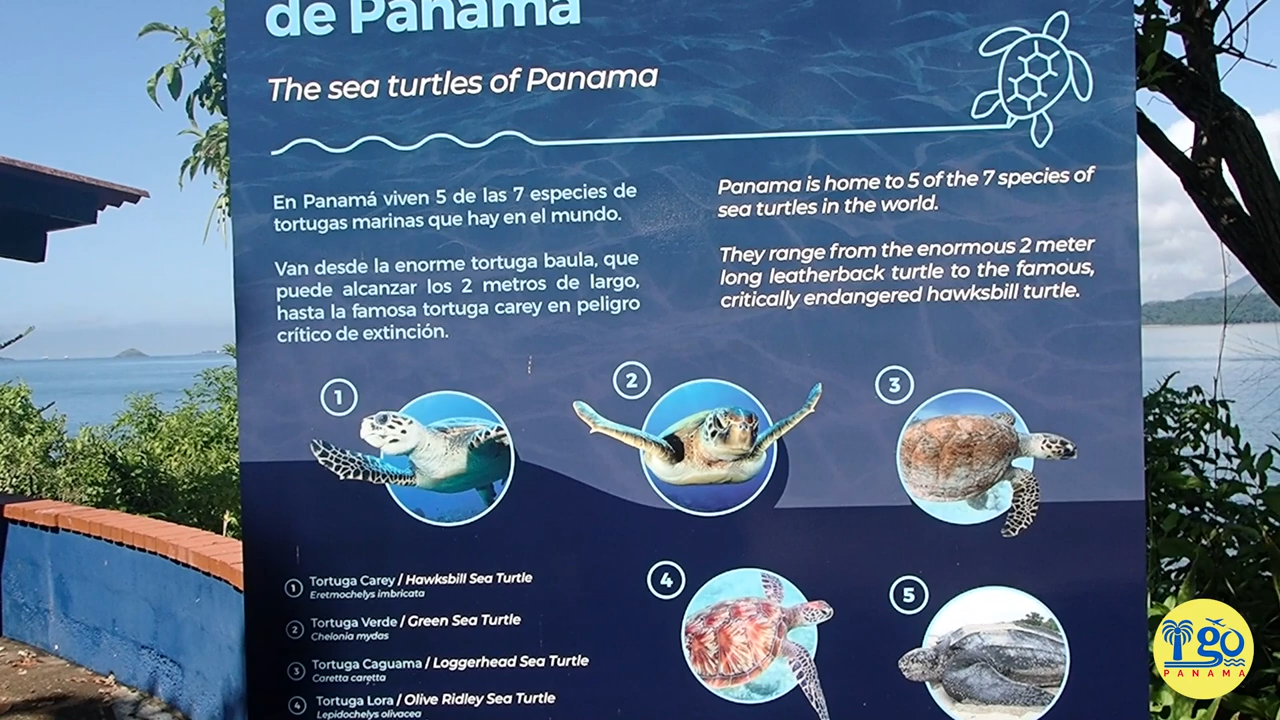 de Panamá
The sea turtles of Panama
En Panamá viven 5 de las 7 especies de
tortugas marinas que hay en el mundo.
Van desde la enorme tortuga baula, que
puede alcanzar los 2 metros de largo,
hasta la famosa tortuga carey en peligro
crítico de extinción.
Panama is home to 5 of the 7 species of
sea turtles in the world.
They range from the enormous 2 meter
long leatherback turtle to the famous,
critically endangered hawksbill turtle.
1
2
3
4
5
1 Tortuga Carey / Hawksbill Sea Turtle
Eretmochelys imbricata
2 Tortuga Verde / Green Sea Turtle
Chelonia mydas
3 Tortuga Caguama / Loggerhead Sea Turtle
Caretta caretta
4 Tortuga Lora / Olive Ridley Sea Turtle
Lepidochelys olivacea
igo
PANAMA